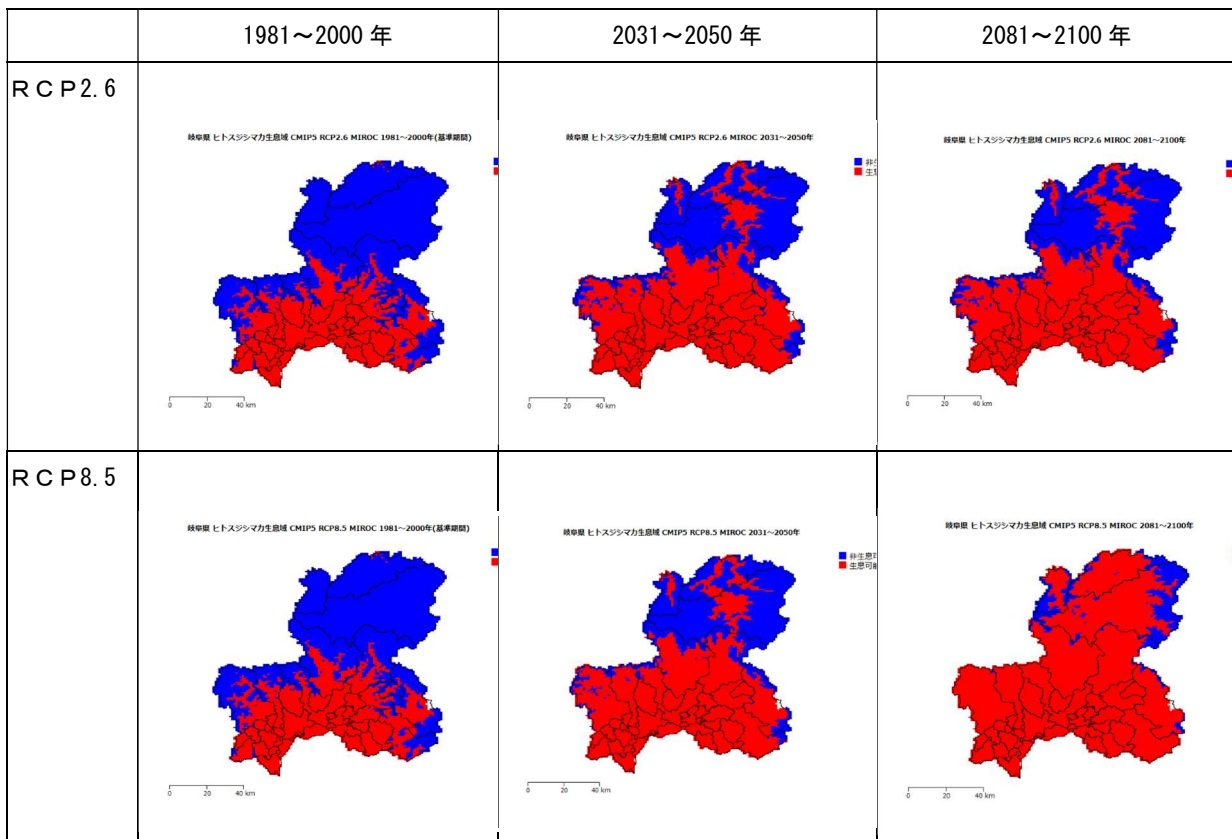 1981～2000 年
2031～2050 年
2081～2100 年
ＲＣＰ2.6
岐阜県 ヒトスジシマカ生息域 CMIP5 RCP2.6 MIROC 1981～2000年(基準期間)
0 20 40 km
岐阜県 ヒトスジシマカ生息域 CMIP5 RCP2.6 MIROC 2031～2050年
非生
生息
0 20 40 km
岐阜県 ヒトスジシマカ生息域 CMIP5 RCP2.6 MIROC 2081～2100年
0 20 40 km
ＲＣＰ8.5
岐阜県 ヒトスジシマカ生息域 CMIP5 RCP8.5 MIROC 1981～2000年(基準期間)
0 20 40 km
岐阜県 ヒトスジシマカ生息域 CMIP5 RCP8.5 MIROC 2031～2050年
非生息可
生息可能
0 20 40 km
岐阜県 ヒトスジシマカ生息域 CMIP5 RCP8.5 MIROC 2081～2100年
0 20 40 km